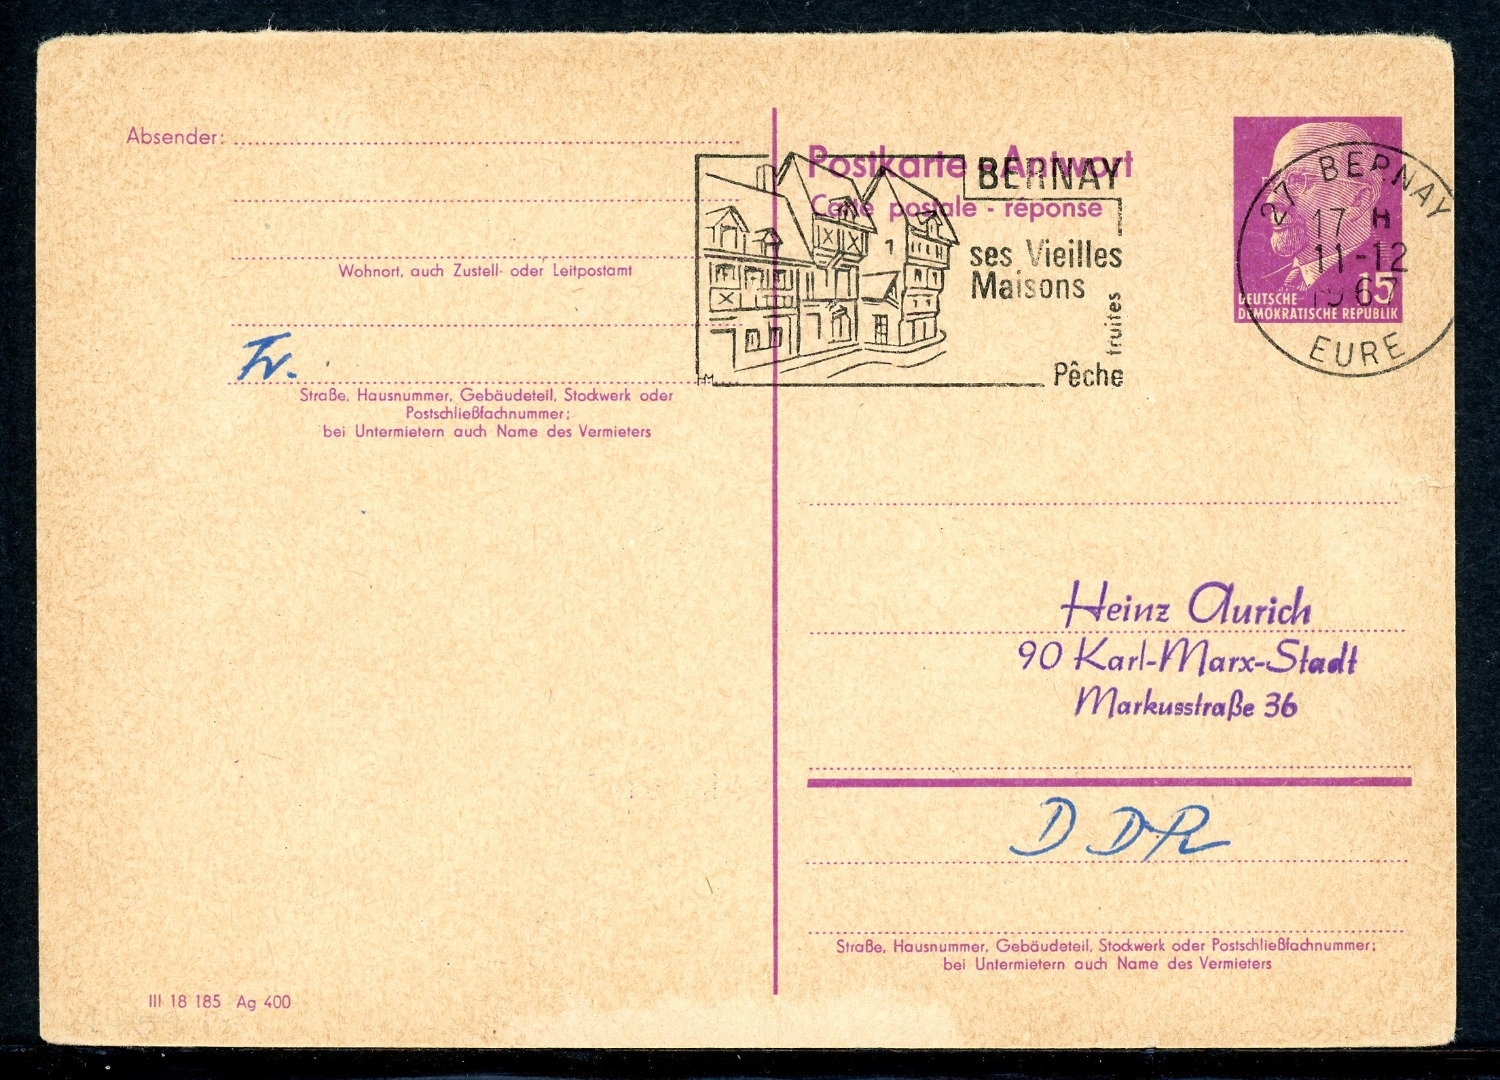 Absender:
Wohnort, auch Zustell- oder Leitpostamt
Straße, Hausnummer, Gebäudeteil, Stockwerk oder
Postschließfachnummer;
bei Untermietern auch Name des Vermieters
III 18 185 Ag 400
Postkarte - Antwort
Carte postale - réponse
BERNAY
ses Vieilles
Maisons
truites
Pêche
HM
27 BERNAY
17 H
11-12
1967
EURE
15
DEUTSCHE
DEMOKRATISCHE REPUBLIK
Heinz Aurich
90 Karl-Marx-Stadt
Markusstraße 36
DDR
Straße, Hausnummer, Gebäudeteil, Stockwerk oder Postschließfachnummer;
bei Untermietern auch Name des Vermieters